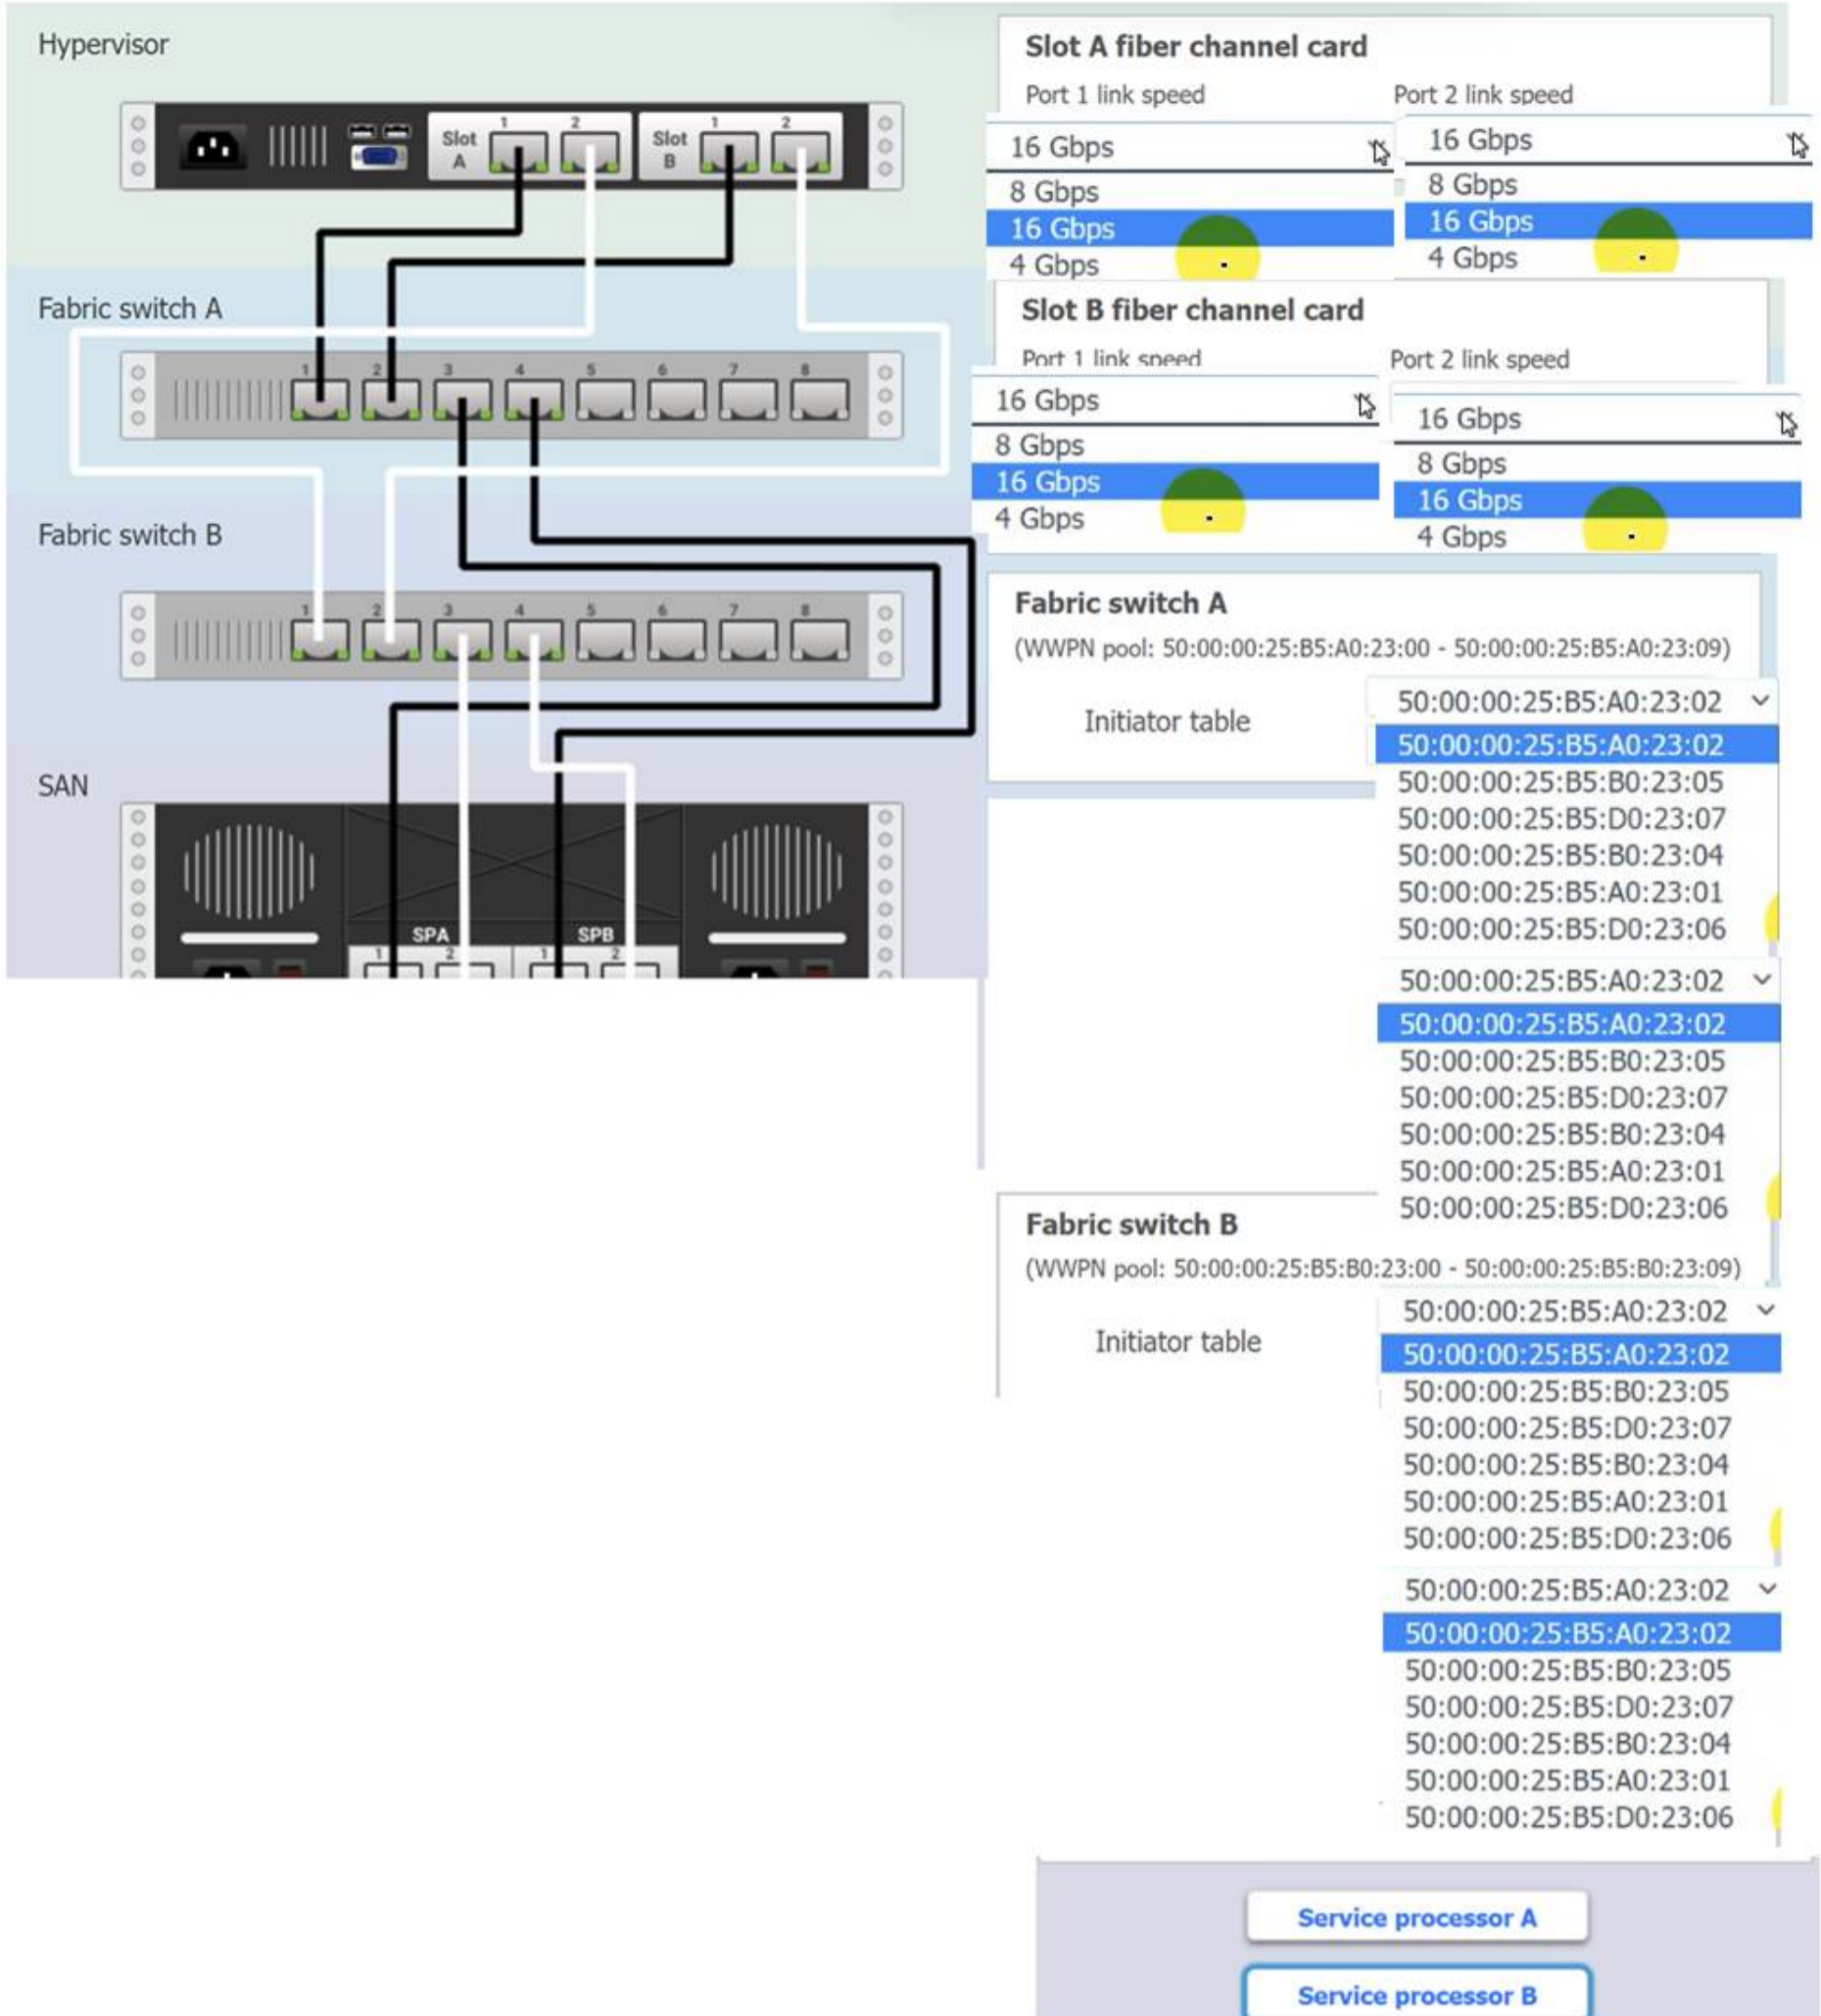 Hypervisor
Slot A
1
2
Slot B
1
2
Fabric switch A
1 2 3 4 5 6 7 8
Fabric switch B
1 2 3 4 5 6 7 8
SAN
SPA
SPB
1 2 1 2
Slot A fiber channel card
Port 1 link speed
Port 2 link speed
16 Gbps
8 Gbps
16 Gbps
4 Gbps
16 Gbps
8 Gbps
16 Gbps
4 Gbps
Slot B fiber channel card
Port 1 link speed
Port 2 link speed
16 Gbps
8 Gbps
16 Gbps
4 Gbps
16 Gbps
8 Gbps
16 Gbps
4 Gbps
Fabric switch A
(WWPN pool: 50:00:00:25:B5:A0:23:00 - 50:00:00:25:B5:A0:23:09)
Initiator table
50:00:00:25:B5:A0:23:02
50:00:00:25:B5:A0:23:02
50:00:00:25:B5:B0:23:05
50:00:00:25:B5:D0:23:07
50:00:00:25:B5:B0:23:04
50:00:00:25:B5:A0:23:01
50:00:00:25:B5:D0:23:06
50:00:00:25:B5:A0:23:02
50:00:00:25:B5:A0:23:02
50:00:00:25:B5:B0:23:05
50:00:00:25:B5:D0:23:07
50:00:00:25:B5:B0:23:04
50:00:00:25:B5:A0:23:01
50:00:00:25:B5:D0:23:06
Fabric switch B
(WWPN pool: 50:00:00:25:B5:B0:23:00 - 50:00:00:25:B5:B0:23:09)
Initiator table
50:00:00:25:B5:A0:23:02
50:00:00:25:B5:A0:23:02
50:00:00:25:B5:B0:23:05
50:00:00:25:B5:D0:23:07
50:00:00:25:B5:B0:23:04
50:00:00:25:B5:A0:23:01
50:00:00:25:B5:D0:23:06
50:00:00:25:B5:A0:23:02
50:00:00:25:B5:A0:23:02
50:00:00:25:B5:B0:23:05
50:00:00:25:B5:D0:23:07
50:00:00:25:B5:B0:23:04
50:00:00:25:B5:A0:23:01
50:00:00:25:B5:D0:23:06
Service processor A
Service processor B